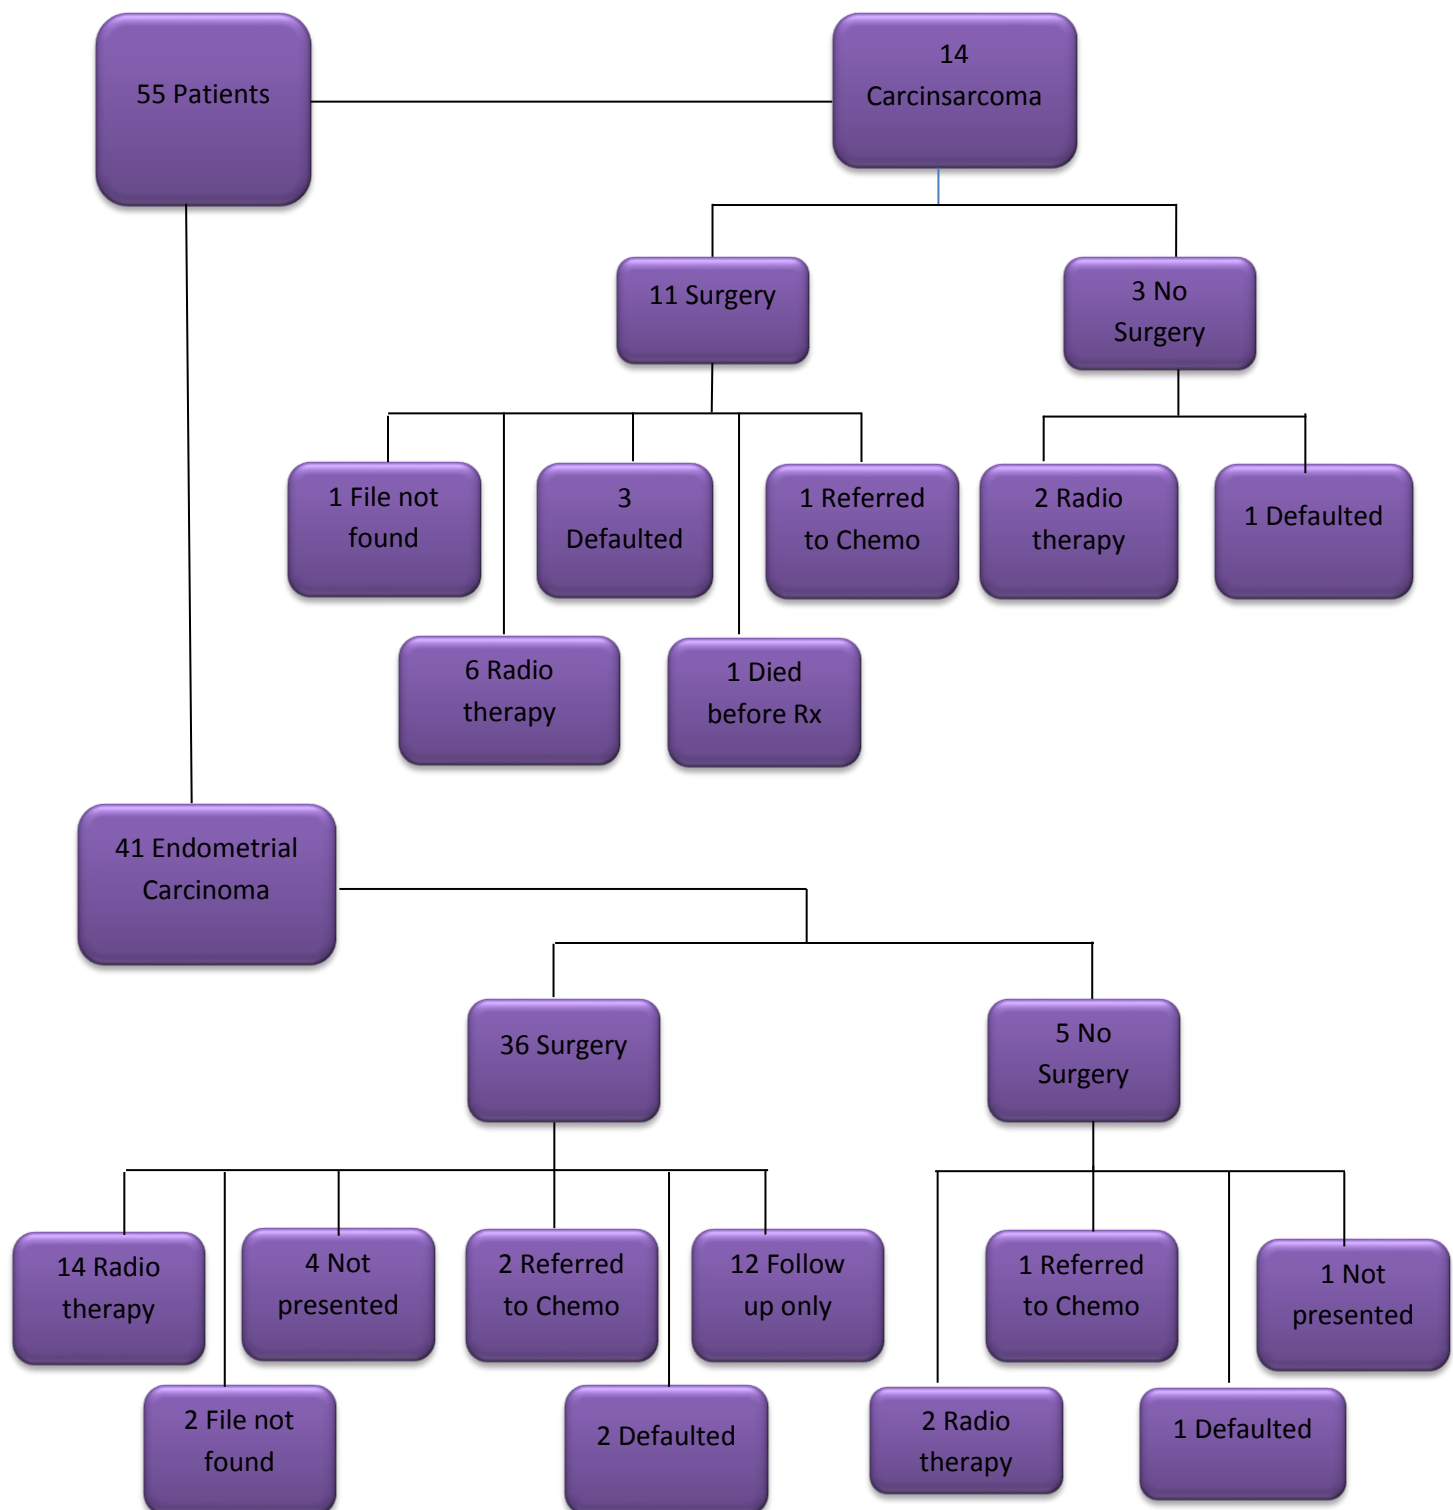 55 Patients
14
Carcinsarcoma
11 Surgery
3 No
Surgery
1 File not
found
3
Defaulted
1 Referred
to Chemo
2 Radio
therapy
1 Defaulted
6 Radio
therapy
1 Died
before Rx
41 Endometrial
Carcinoma
36 Surgery
5 No
Surgery
14 Radio
therapy
4 Not
presented
2 Referred
to Chemo
12 Follow
up only
1 Referred
to Chemo
1 Not
presented
2 File not
found
2 Defaulted
2 Radio
therapy
1 Defaulted